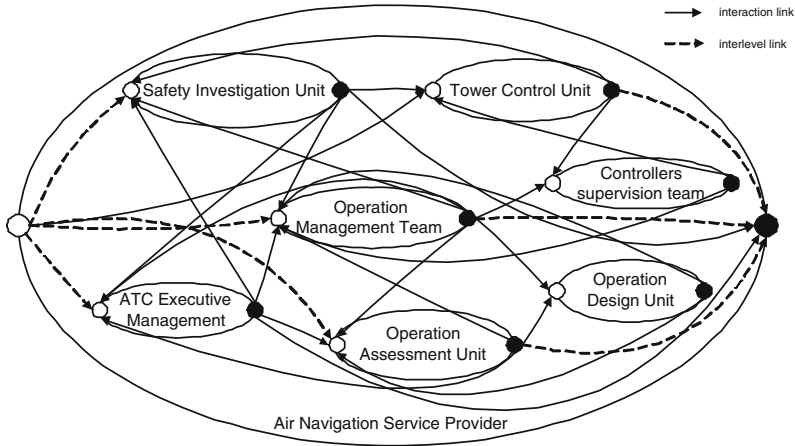 interaction link
interlevel link
Safety Investigation Unit
Tower Control Unit
Controllers
supervision team
Operation
Management Team
Operation
Design Unit
ATC Executive
Management
Operation
Assessment Unit
Air Navigation Service Provider